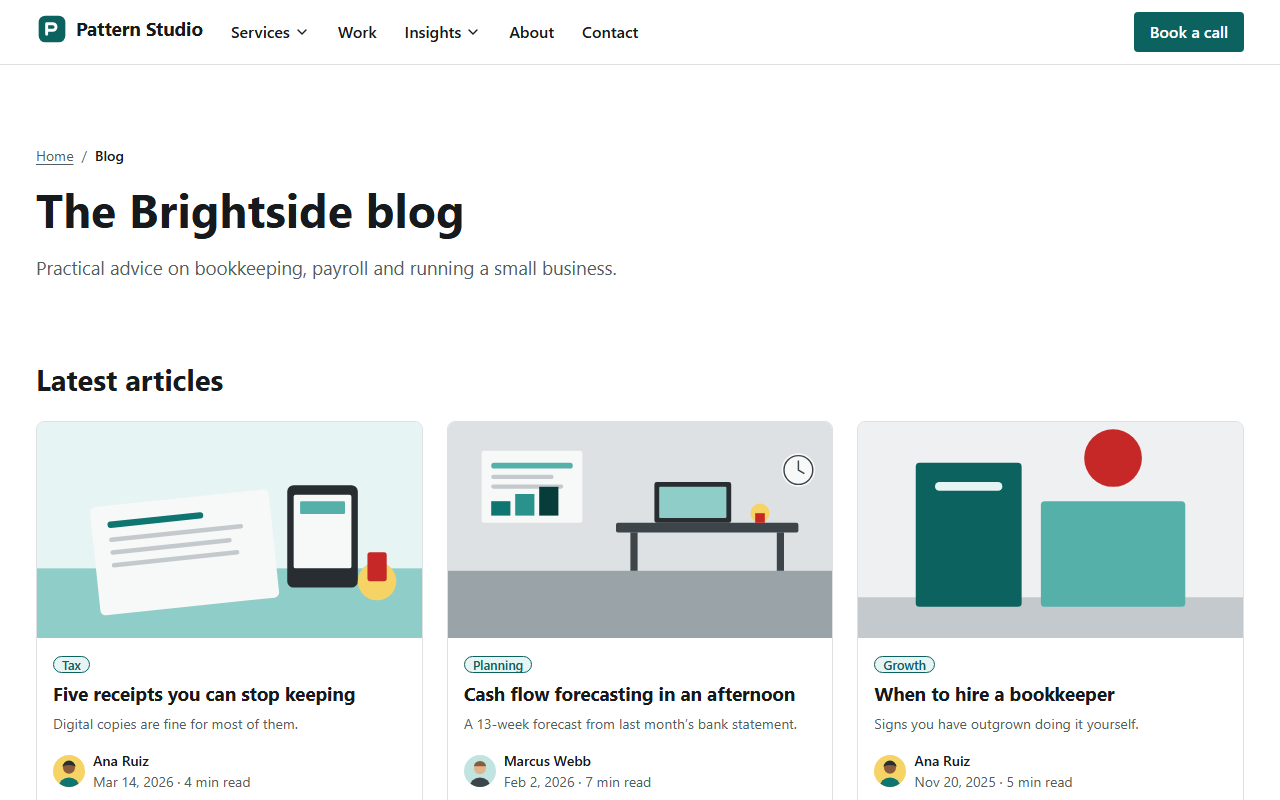 Pattern Studio
Services
Work
Insights
About
Contact
Book a call
Home / Blog
The Brightside blog
Practical advice on bookkeeping, payroll and running a small business.
Latest articles
Tax
Five receipts you can stop keeping
Digital copies are fine for most of them.
Ana Ruiz
Mar 14, 2026 · 4 min read
Planning
Cash flow forecasting in an afternoon
A 13-week forecast from last month’s bank statement.
Marcus Webb
Feb 2, 2026 · 7 min read
Growth
When to hire a bookkeeper
Signs you have outgrown doing it yourself.
Ana Ruiz
Nov 20, 2025 · 5 min read